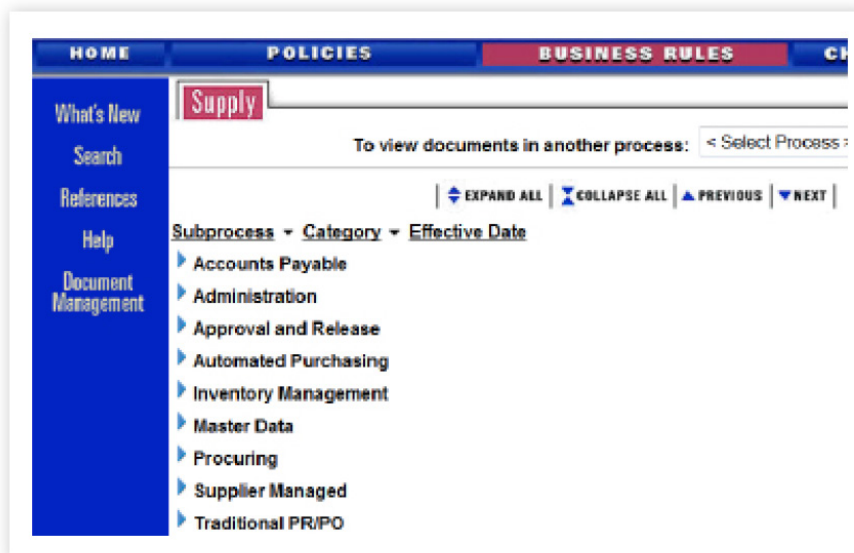 HOME POLICIES BUSINESS RULES
What's New
Search
References
Help
Document
Management
Supply
To view documents in another process: < Select Process >
EXPAND ALL COLLAPSE ALL PREVIOUS NEXT
Subprocess Category Effective Date
Accounts Payable
Administration
Approval and Release
Automated Purchasing
Inventory Management
Master Data
Procuring
Supplier Managed
Traditional PR/PO